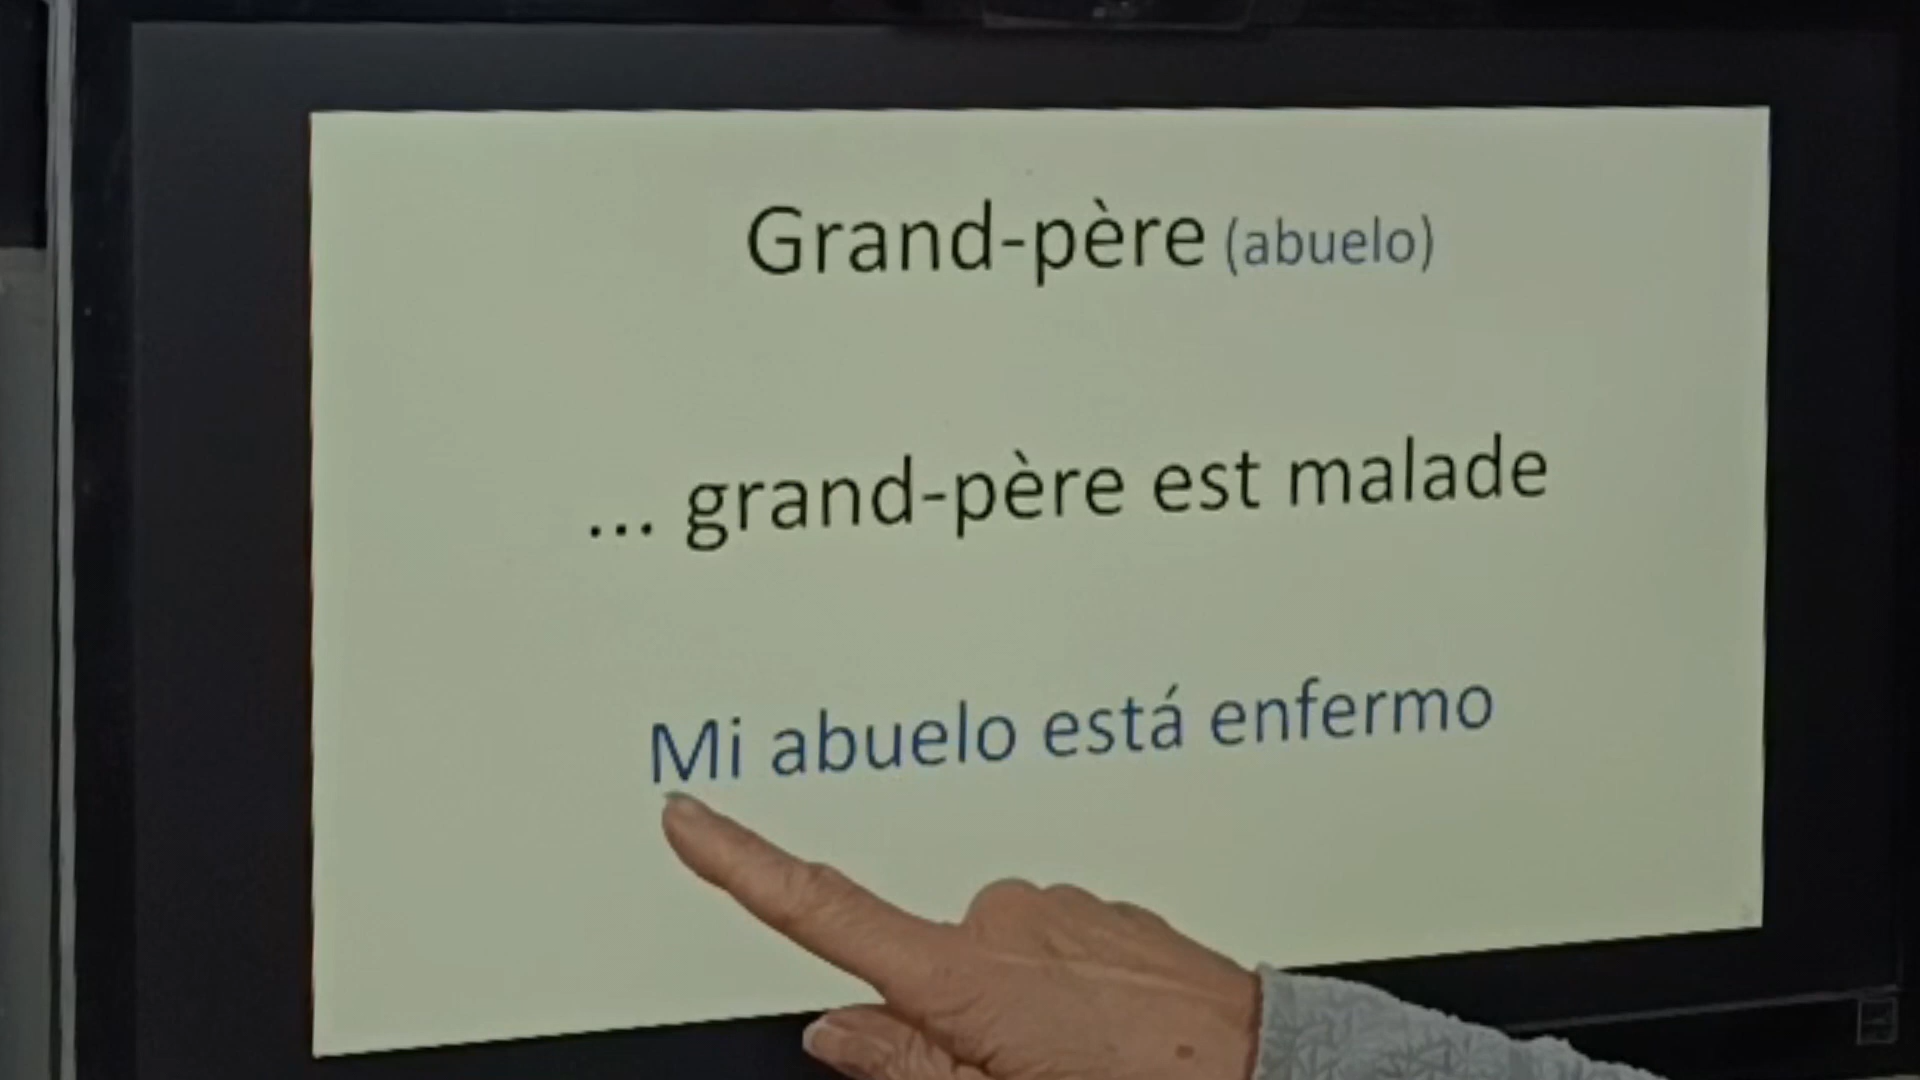 Grand-père (abuelo)
... grand-père est malade
Mi abuelo está enfermo